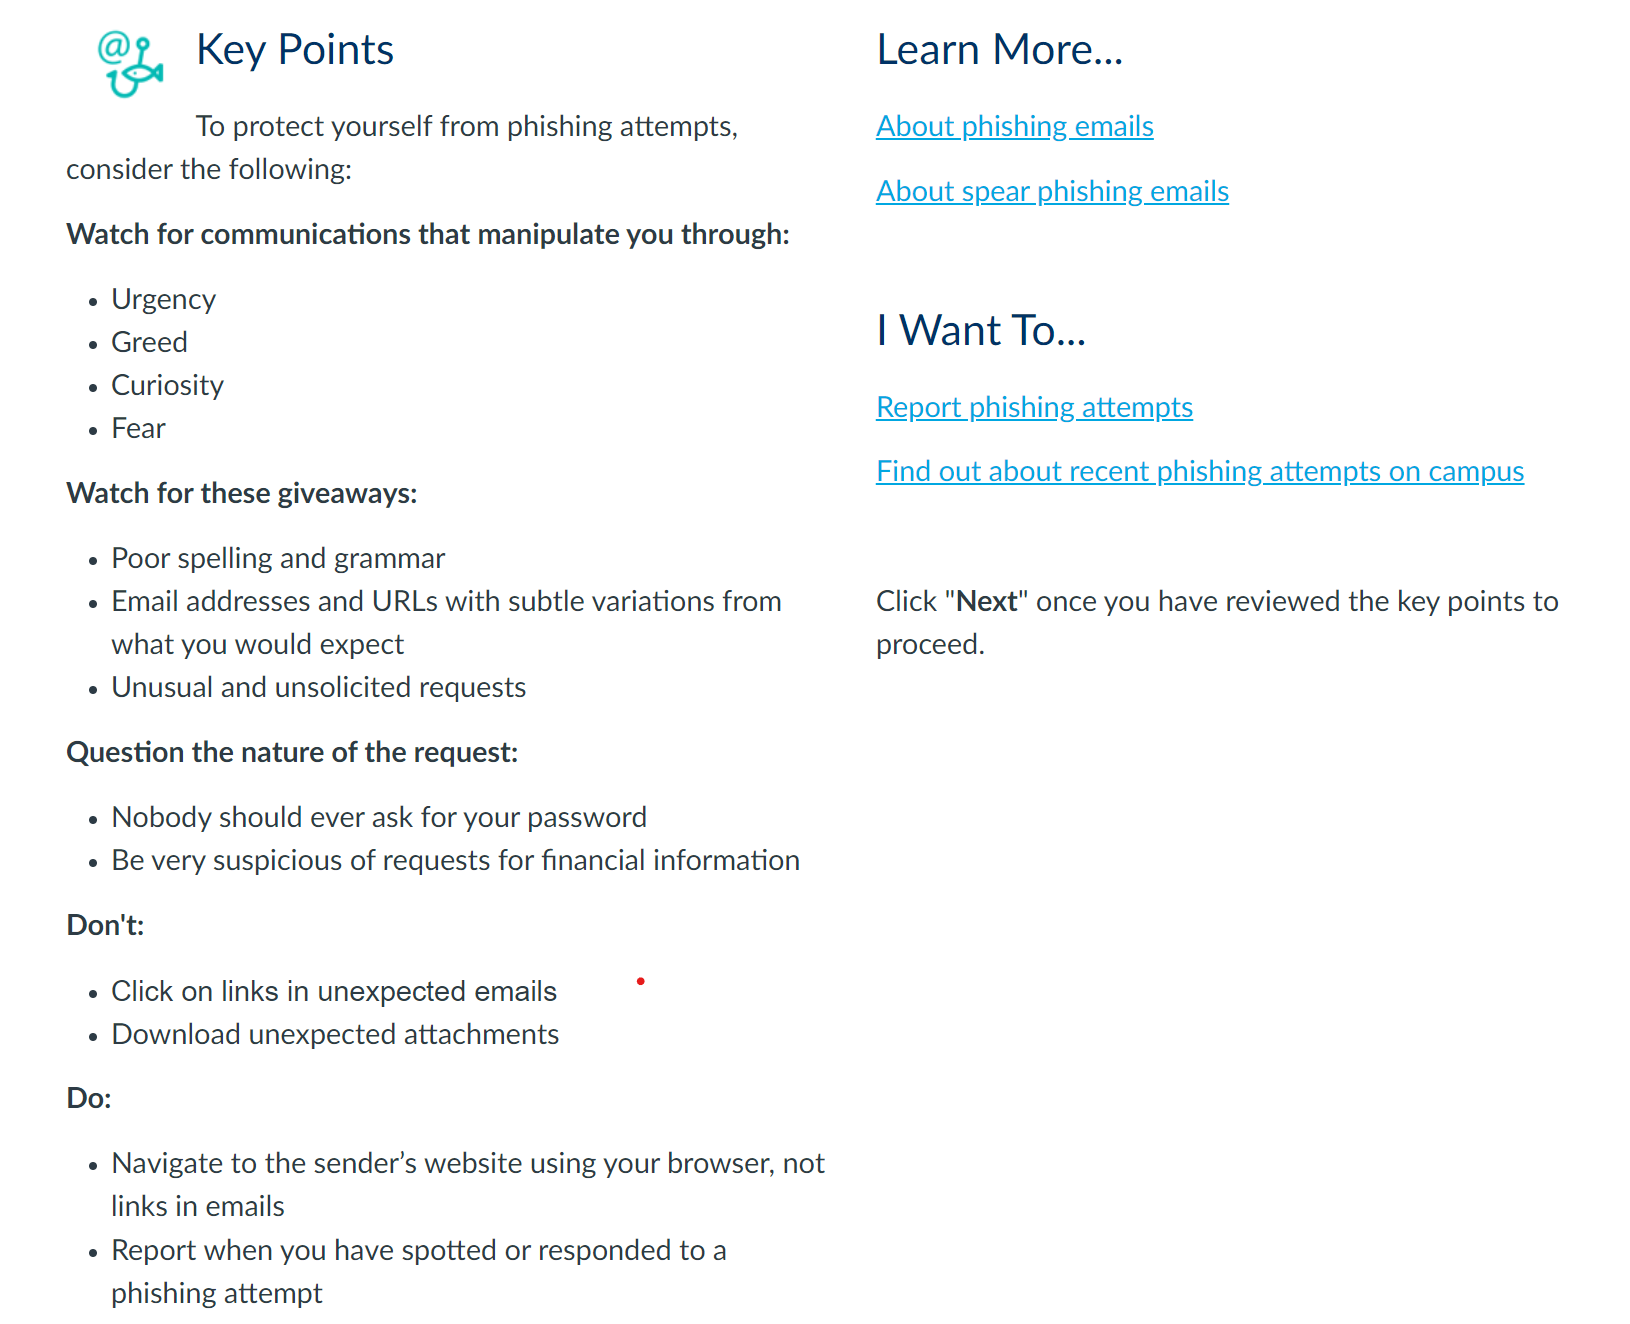 Key Points
To protect yourself from phishing attempts,
consider the following:
Watch for communications that manipulate you through:
• Urgency
• Greed
• Curiosity
• Fear
Watch for these giveaways:
• Poor spelling and grammar
• Email addresses and URLs with subtle variations from
what you would expect
• Unusual and unsolicited requests
Question the nature of the request:
• Nobody should ever ask for your password
• Be very suspicious of requests for financial information
Don't:
• Click on links in unexpected emails
• Download unexpected attachments
Do:
• Navigate to the sender’s website using your browser, not
links in emails
• Report when you have spotted or responded to a
phishing attempt
Learn More...
About phishing emails
About spear phishing emails
I Want To...
Report phishing attempts
Find out about recent phishing attempts on campus
Click "Next" once you have reviewed the key points to
proceed.